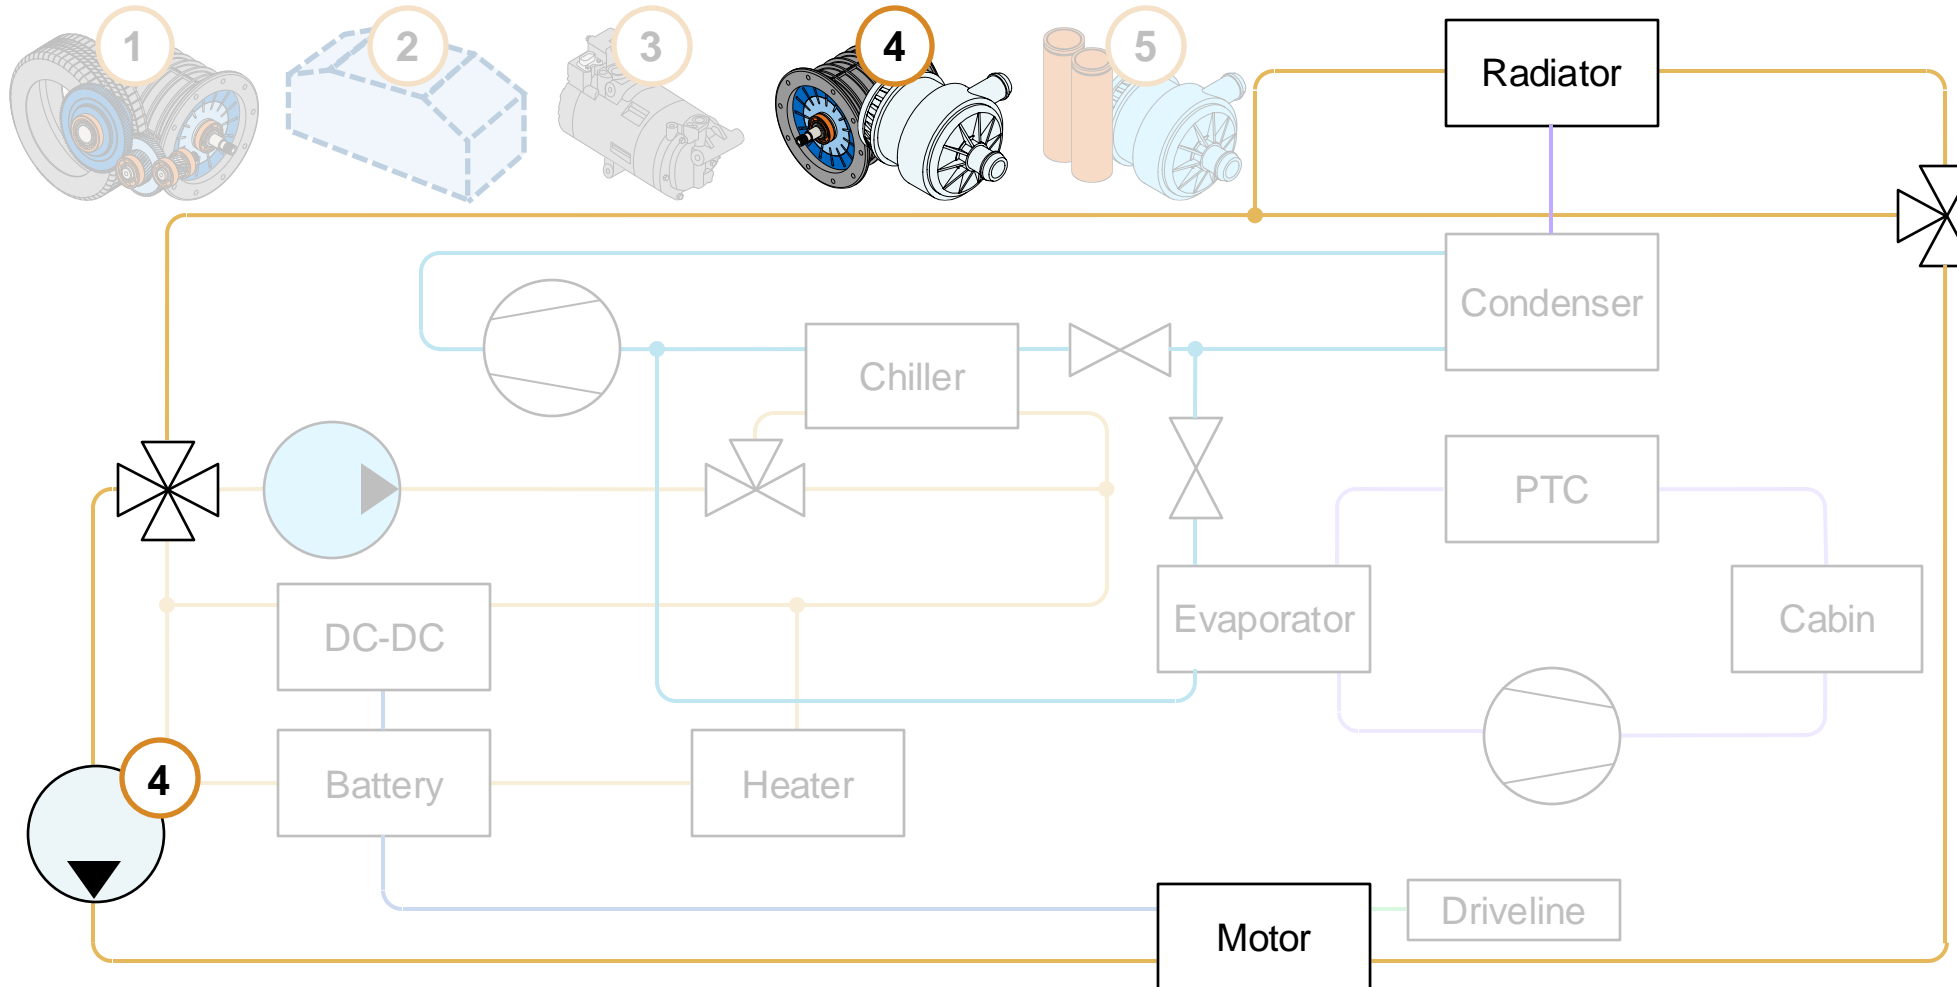 1
2
3
4
5
Radiator
Condenser
Chiller
PTC
Evaporator
Cabin
DC-DC
Battery
Heater
4
Driveline
Motor